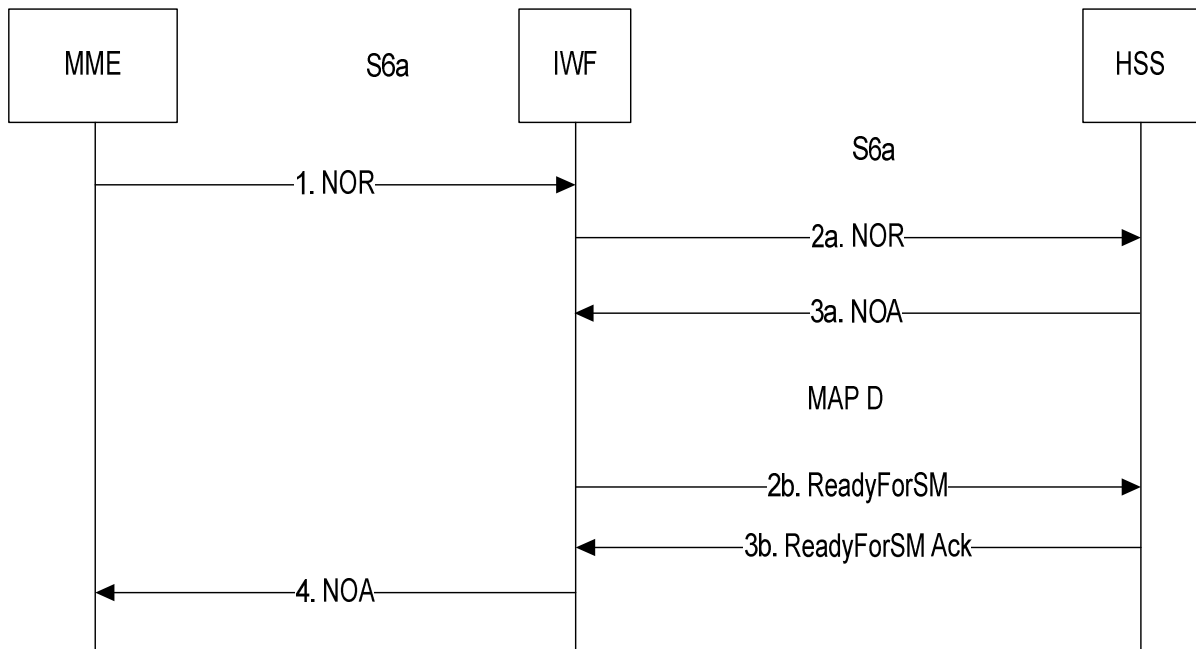 MME
S6a
IWF
HSS
S6a
1. NOR
2a. NOR
3a. NOA
MAP D
2b. ReadyForSM
3b. ReadyForSM Ack
4. NOA